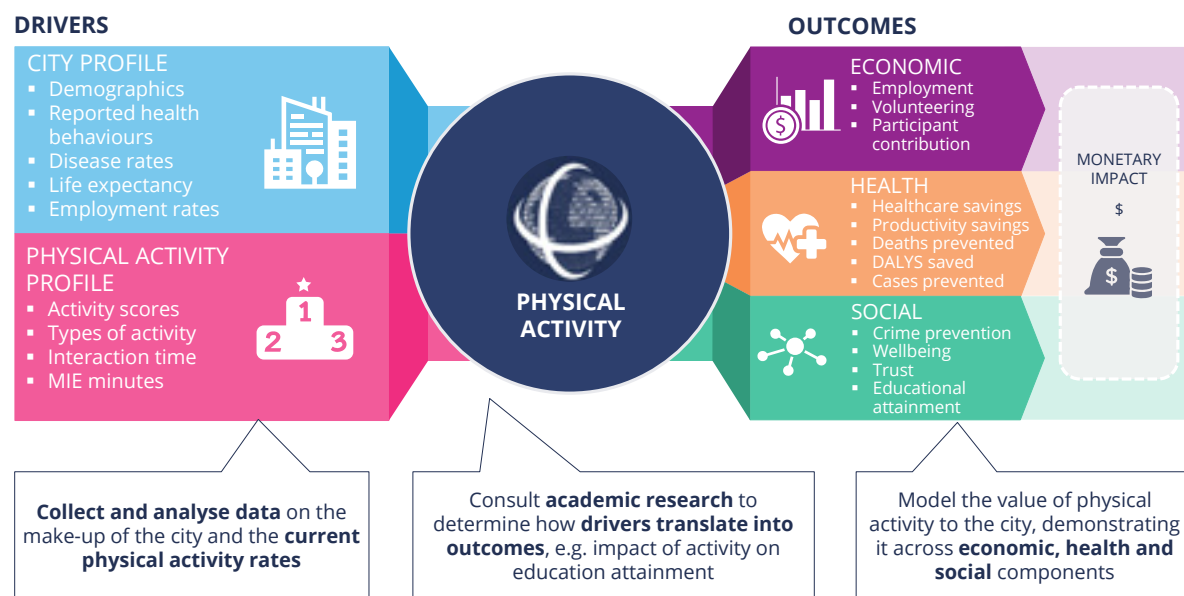 DRIVERS
CITY PROFILE
▪ Demographics
▪ Reported health
behaviours
▪ Disease rates
▪ Life expectancy
▪ Employment rates
PHYSICAL ACTIVITY
PROFILE
▪ Activity scores
▪ Types of activity
▪ Interaction time
▪ MIE minutes
1
2
3
PHYSICAL
ACTIVITY
OUTCOMES
ECONOMIC
▪ Employment
▪ Volunteering
▪ Participant
contribution
$
HEALTH
▪ Healthcare savings
▪ Productivity savings
▪ Deaths prevented
▪ DALYS saved
▪ Cases prevented
SOCIAL
▪ Crime prevention
▪ Wellbeing
▪ Trust
▪ Educational
attainment
MONETARY
IMPACT
$
$
Collect and analyse data on the
make-up of the city and the current
physical activity rates
Consult academic research to
determine how drivers translate into
outcomes, e.g. impact of activity on
education attainment
Model the value of physical
activity to the city, demonstrating
it across economic, health and
social components